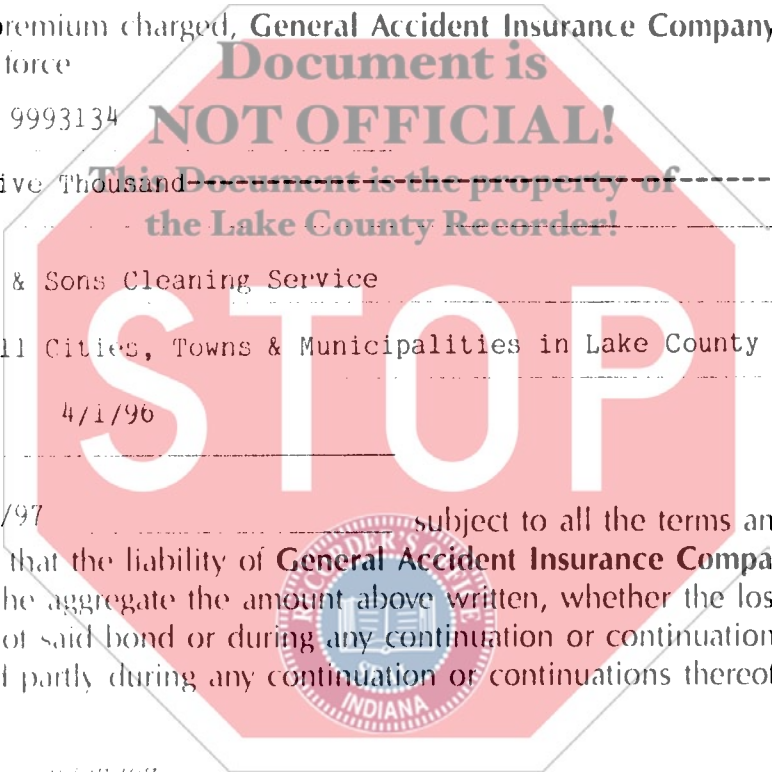 premium charged, General Accident Insurance Company
force
Document is
9993134
NOT OFFICIAL!
ive Thousand------------------------------
This Document is the property of
the Lake County Recorder!
& Sons Cleaning Service
STOP
ll Cities, Towns & Municipalities in Lake County
4/1/96
/97 subject to all the terms an
that the liability of General Accident Insurance Compa
he aggregate the amount above written, whether the los
of said bond or during any continuation or continuation
d partly during any continuation or continuations thereof
RECORDER'S OFFICE
SEAL
INDIANA